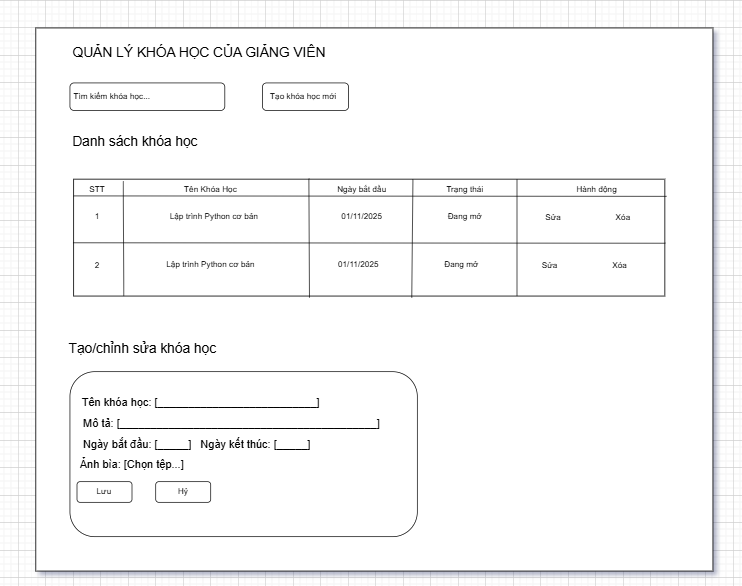 QUẢN LÝ KHÓA HỌC CỦA GIẢNG VIÊN
Tìm kiếm khóa học... Tạo khóa học mới
Danh sách khóa học
STT Tên Khóa Học Ngày bắt đầu Trạng thái Hành động
1 Lập trình Python cơ bản 01/11/2025 Đang mở Sửa Xóa
2 Lập trình Python cơ bản 01/11/2025 Đang mở Sửa Xóa
Tạo/chỉnh sửa khóa học
Tên khóa học: [__________________________]
Mô tả: [__________________________________________]
Ngày bắt đầu: [_____] Ngày kết thúc: [_____]
Ảnh bìa: [Chọn tệp...]
Lưu Hý